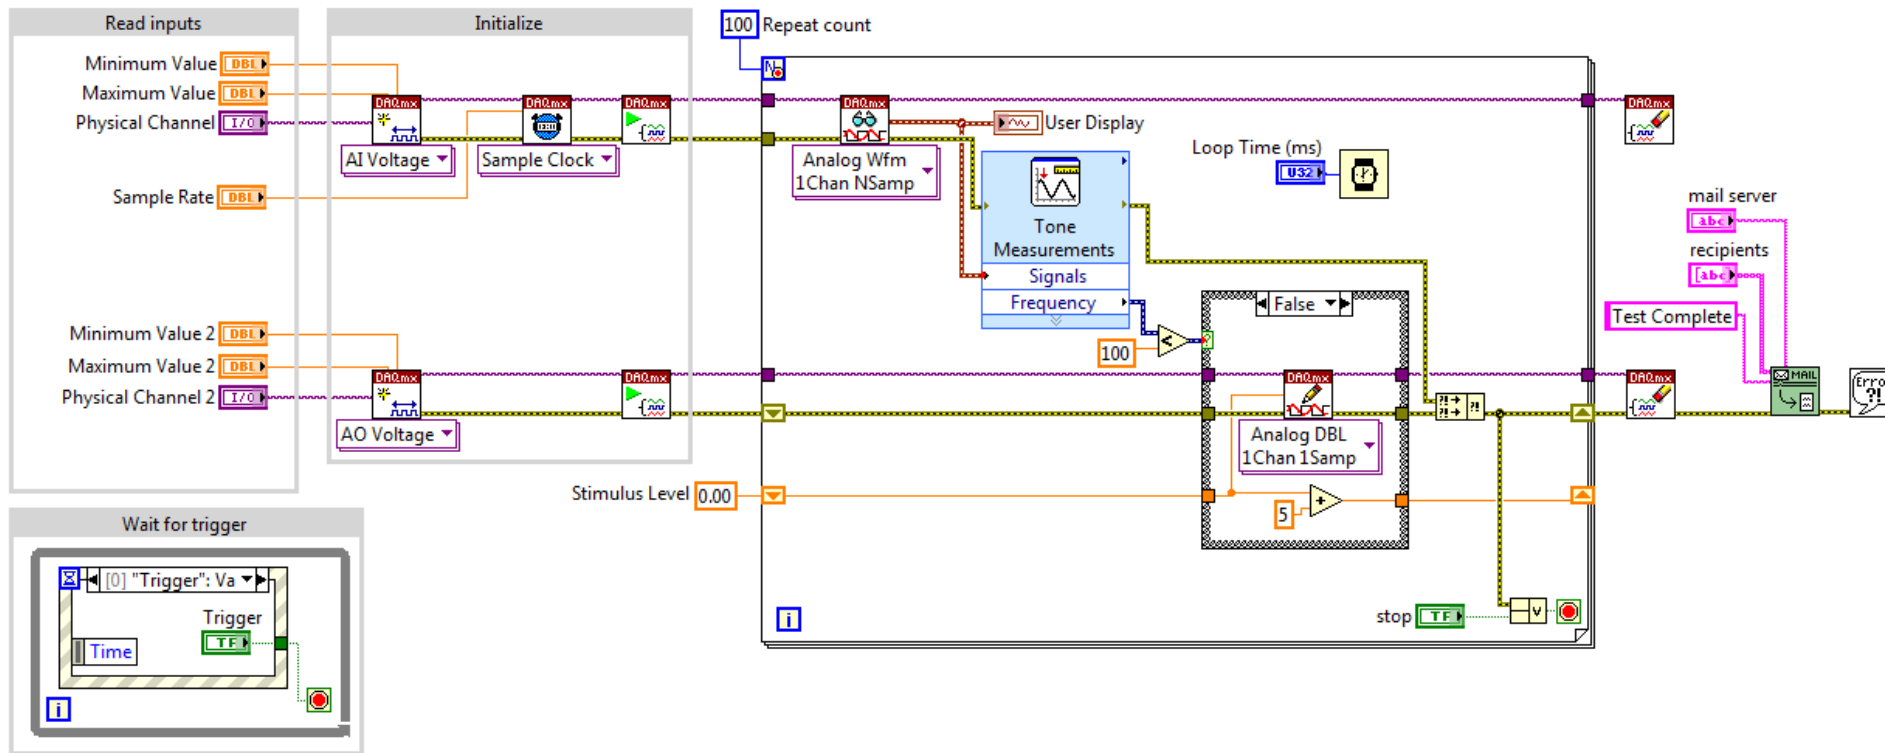 Read inputs
Minimum Value DBL
Maximum Value DBL
Physical Channel I/O
Sample Rate DBL
Minimum Value 2 DBL
Maximum Value 2 DBL
Physical Channel 2 I/O
Initialize
DAQmx
AI Voltage
DAQmx
Sample Clock
DAQmx
DAQmx
AO Voltage
DAQmx
Wait for trigger
[0] "Trigger": Va
Trigger
TF
Time
i
100 Repeat count
N
DAQmx
Analog Wfm
1Chan NSamp
User Display
Tone
Measurements
Signals
Frequency
100
<
Loop Time (ms)
U32
False
?
DAQmx
Analog DBL
1Chan 1Samp
5
+
Stimulus Level 0.00
?!
?!
?!
i
stop TF
V
DAQmx
DAQmx
mail server
abc
recipients
[abc]
Test Complete
MAIL
Erro
?!